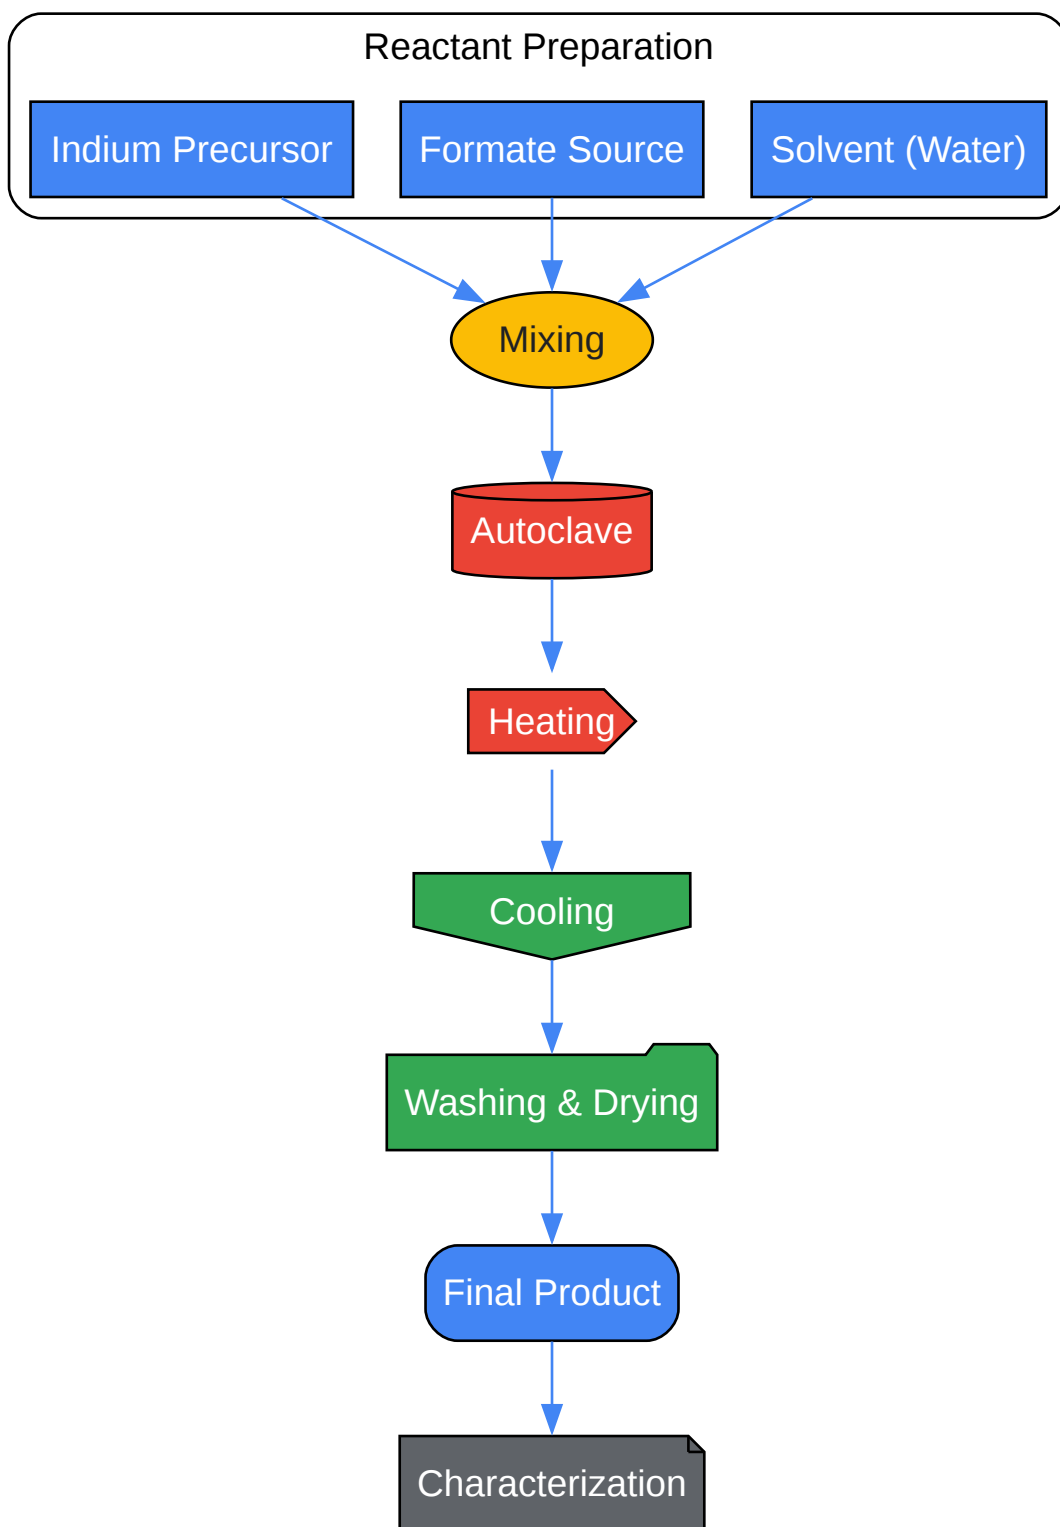 Reactant Preparation
Indium Precursor
Formate Source
Solvent (Water)
Mixing
Autoclave
Heating
Cooling
Washing & Drying
Final Product
Characterization